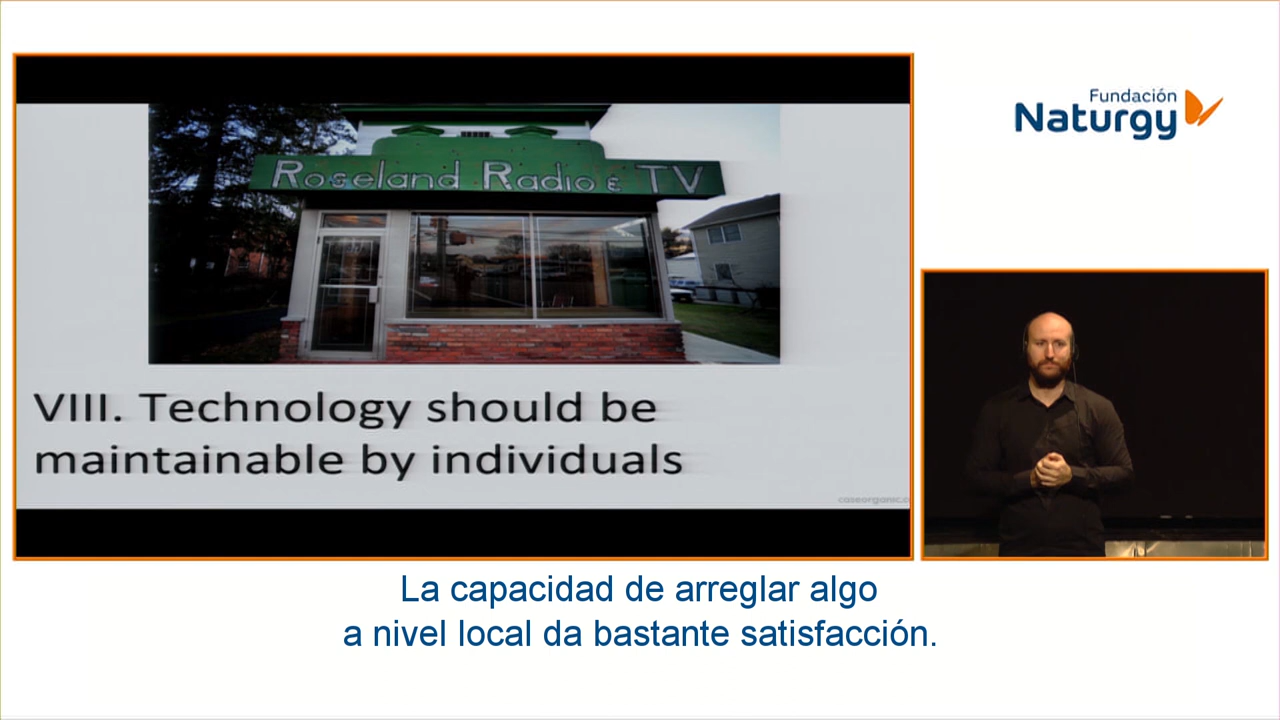 Roseland Radio & TV
VIII. Technology should be
maintainable by individuals
caseorganic.c
Fundación
Naturgy
La capacidad de arreglar algo
a nivel local da bastante satisfacción.